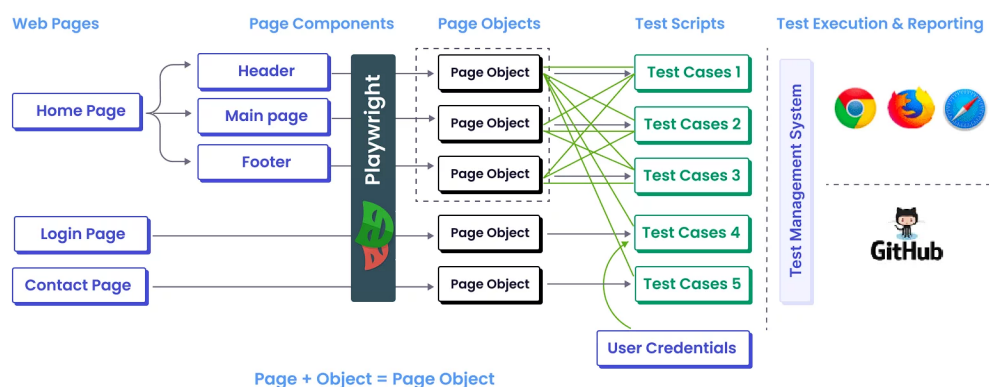 Web Pages
Page Components
Page Objects
Test Scripts
Test Execution & Reporting
Home Page
Header
Main page
Footer
Login Page
Contact Page
Playwright
Page Object
Page Object
Page Object
Page Object
Page Object
Test Cases 1
Test Cases 2
Test Cases 3
Test Cases 4
Test Cases 5
User Credentials
Test Management System
GitHub
Page + Object = Page Object